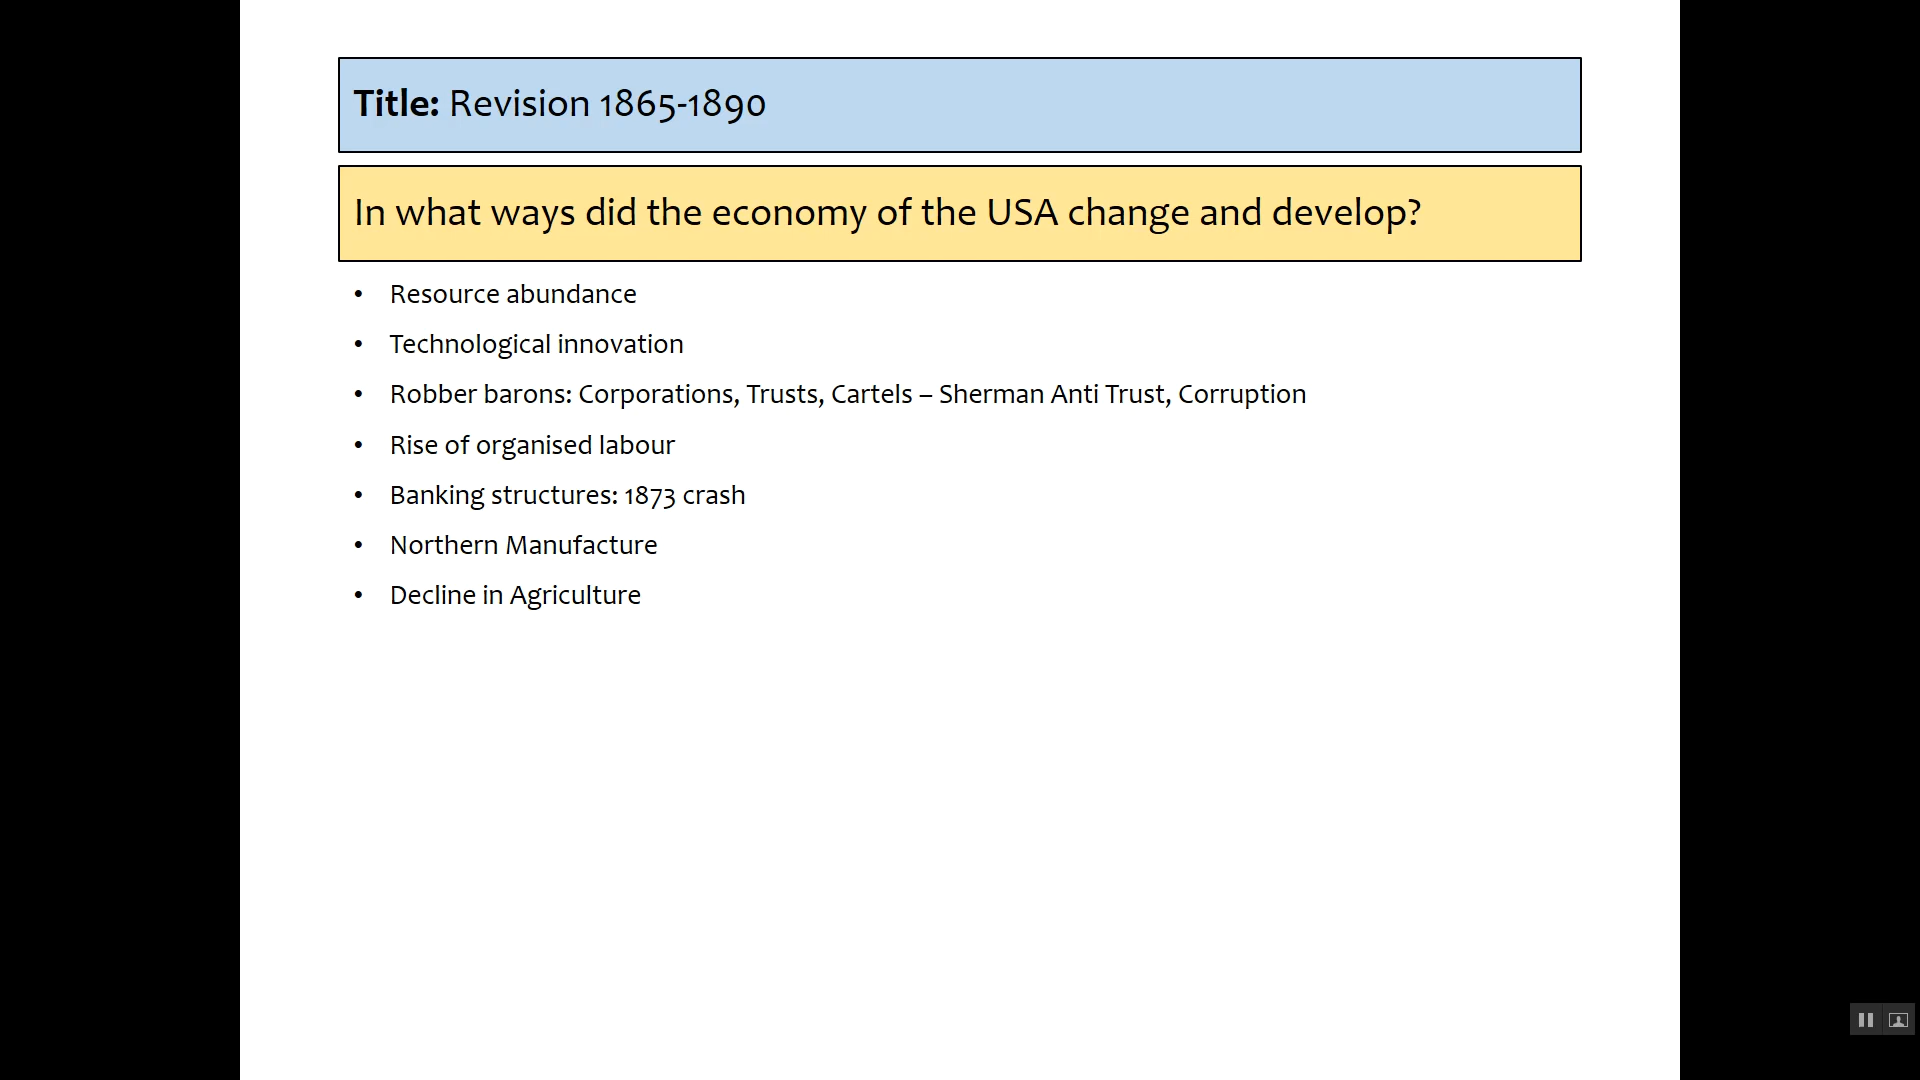 Title: Revision 1865-1890
In what ways did the economy of the USA change and develop?
• Resource abundance
• Technological innovation
• Robber barons: Corporations, Trusts, Cartels – Sherman Anti Trust, Corruption
• Rise of organised labour
• Banking structures: 1873 crash
• Northern Manufacture
• Decline in Agriculture